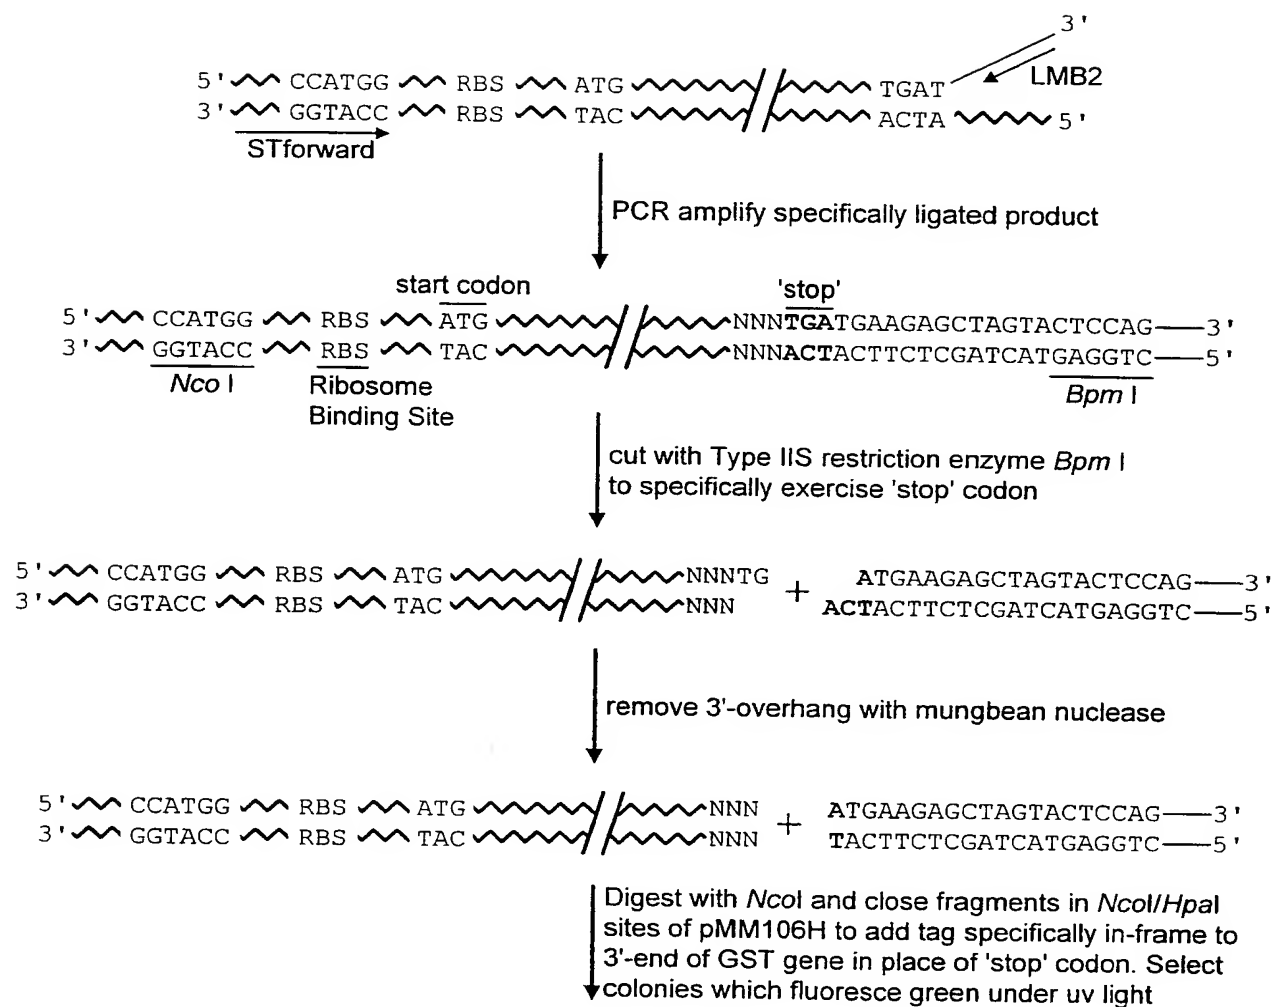 3'
5' CCATGG RBS ATG TGAT LMB2
3' GGTACC RBS TAC ACTA 5'
STforward
PCR amplify specifically ligated product
start codon 'stop'
5' CCATGG RBS ATG NNNTGATGAAGAGCTAGTACTCCAG 3'
3' GGTACC RBS TAC NNNACTACTTCTCGATCATGAGGTC 5'
Nco I Ribosome Bpm I
Binding Site
cut with Type IIS restriction enzyme Bpm I
to specifically exercise 'stop' codon
5' CCATGG RBS ATG NNNTG + ATGAAGAGCTAGTACTCCAG 3'
3' GGTACC RBS TAC NNN ACTACTTCTCGATCATGAGGTC 5'
remove 3'-overhang with mungbean nuclease
5' CCATGG RBS ATG NNN + ATGAAGAGCTAGTACTCCAG 3'
3' GGTACC RBS TAC NNN TACTTCTCGATCATGAGGTC 5'
Digest with NcoI and close fragments in NcoI/HpaI
sites of pMM106H to add tag specifically in-frame to
3'-end of GST gene in place of 'stop' codon. Select
colonies which fluoresce green under uv light